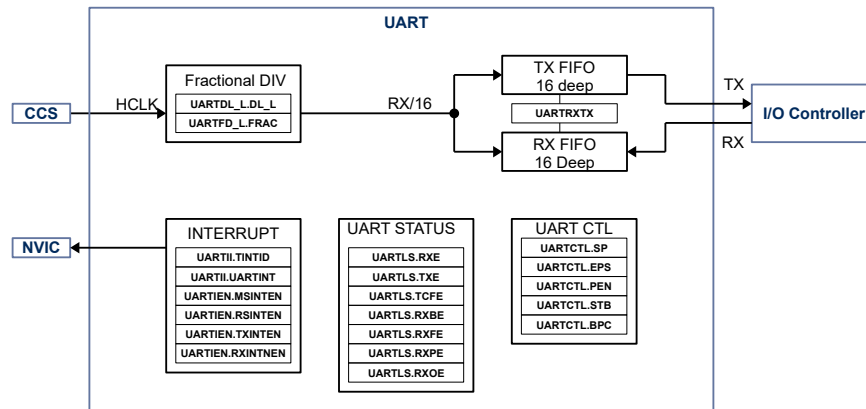 UART
Fractional DIV
UARTDL_L.DL_L
UARTFD_L.FRAC
CCS
HCLK
RX/16
TX FIFO
16 deep
UARTRXTX
RX FIFO
16 Deep
TX
RX
I/O Controller
NVIC
INTERRUPT
UARTII.TINTID
UARTII.UARTINT
UARTIEN.MSINTEN
UARTIEN.RSINTEN
UARTIEN.TXINTEN
UARTIEN.RXINTNEN
UART STATUS
UARTLS.RXE
UARTLS.TXE
UARTLS.TCFE
UARTLS.RXBE
UARTLS.RXFE
UARTLS.RXPE
UARTLS.RXOE
UART CTL
UARTCTL.SP
UARTCTL.EPS
UARTCTL.PEN
UARTCTL.STB
UARTCTL.BPC